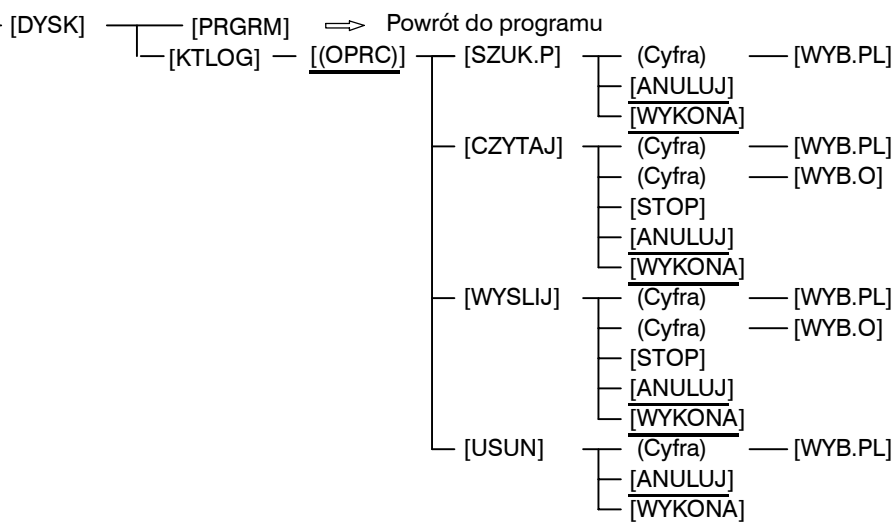 [DYSK] [PRGRM] ⇨ Powrót do programu
[KTLOG] [(OPRC)] [SZUK.P] (Cyfra) [WYB.PL]
[ANULUJ]
[WYKONA]
[CZYTAJ] (Cyfra) [WYB.PL]
(Cyfra) [WYB.O]
[STOP]
[ANULUJ]
[WYKONA]
[WYSLIJ] (Cyfra) [WYB.PL]
(Cyfra) [WYB.O]
[STOP]
[ANULUJ]
[WYKONA]
[USUN] (Cyfra) [WYB.PL]
[ANULUJ]
[WYKONA]